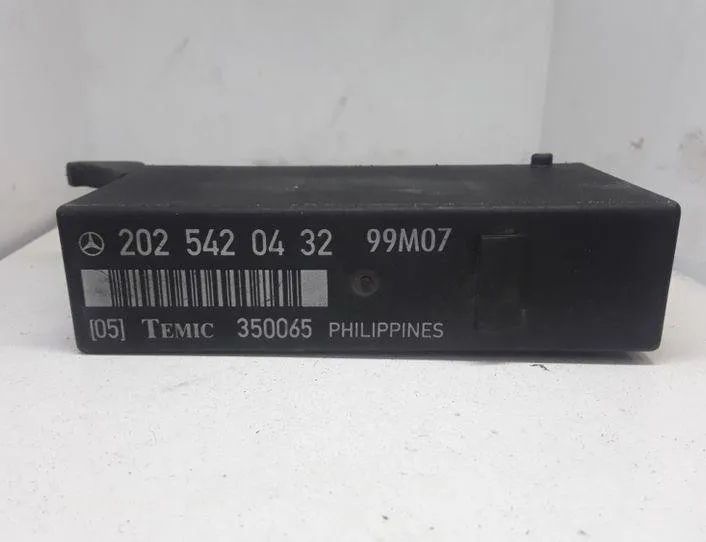 202 542 04 32 99M07
[05] TEMIC 350065 PHILIPPINES